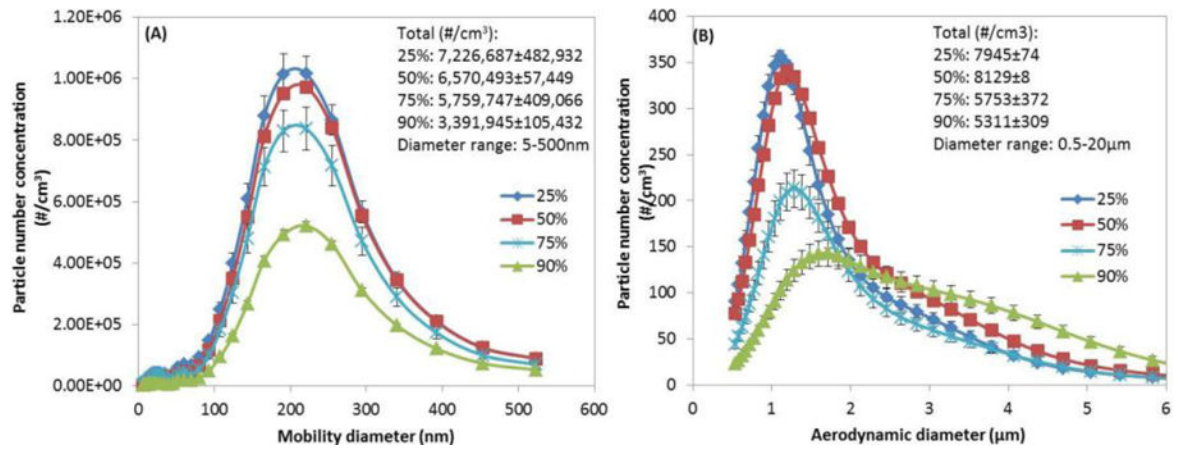 (A)
Total (#/cm³):
25%: 7,226,687±482,932
50%: 6,570,493±57,449
75%: 5,759,747±409,066
90%: 3,391,945±105,432
Diameter range: 5-500nm
25%
50%
75%
90%
1.20E+06
1.00E+06
8.00E+05
6.00E+05
4.00E+05
2.00E+05
0.00E+00
Particle number concentration
(#/cm³)
0 100 200 300 400 500 600
Mobility diameter (nm)
(B)
Total (#/cm3):
25%: 7945±74
50%: 8129±8
75%: 5753±372
90%: 5311±309
Diameter range: 0.5-20µm
25%
50%
75%
90%
400
350
300
250
200
150
100
50
0
Particle number concentration
(#/cm³)
0 1 2 3 4 5 6
Aerodynamic diameter (µm)